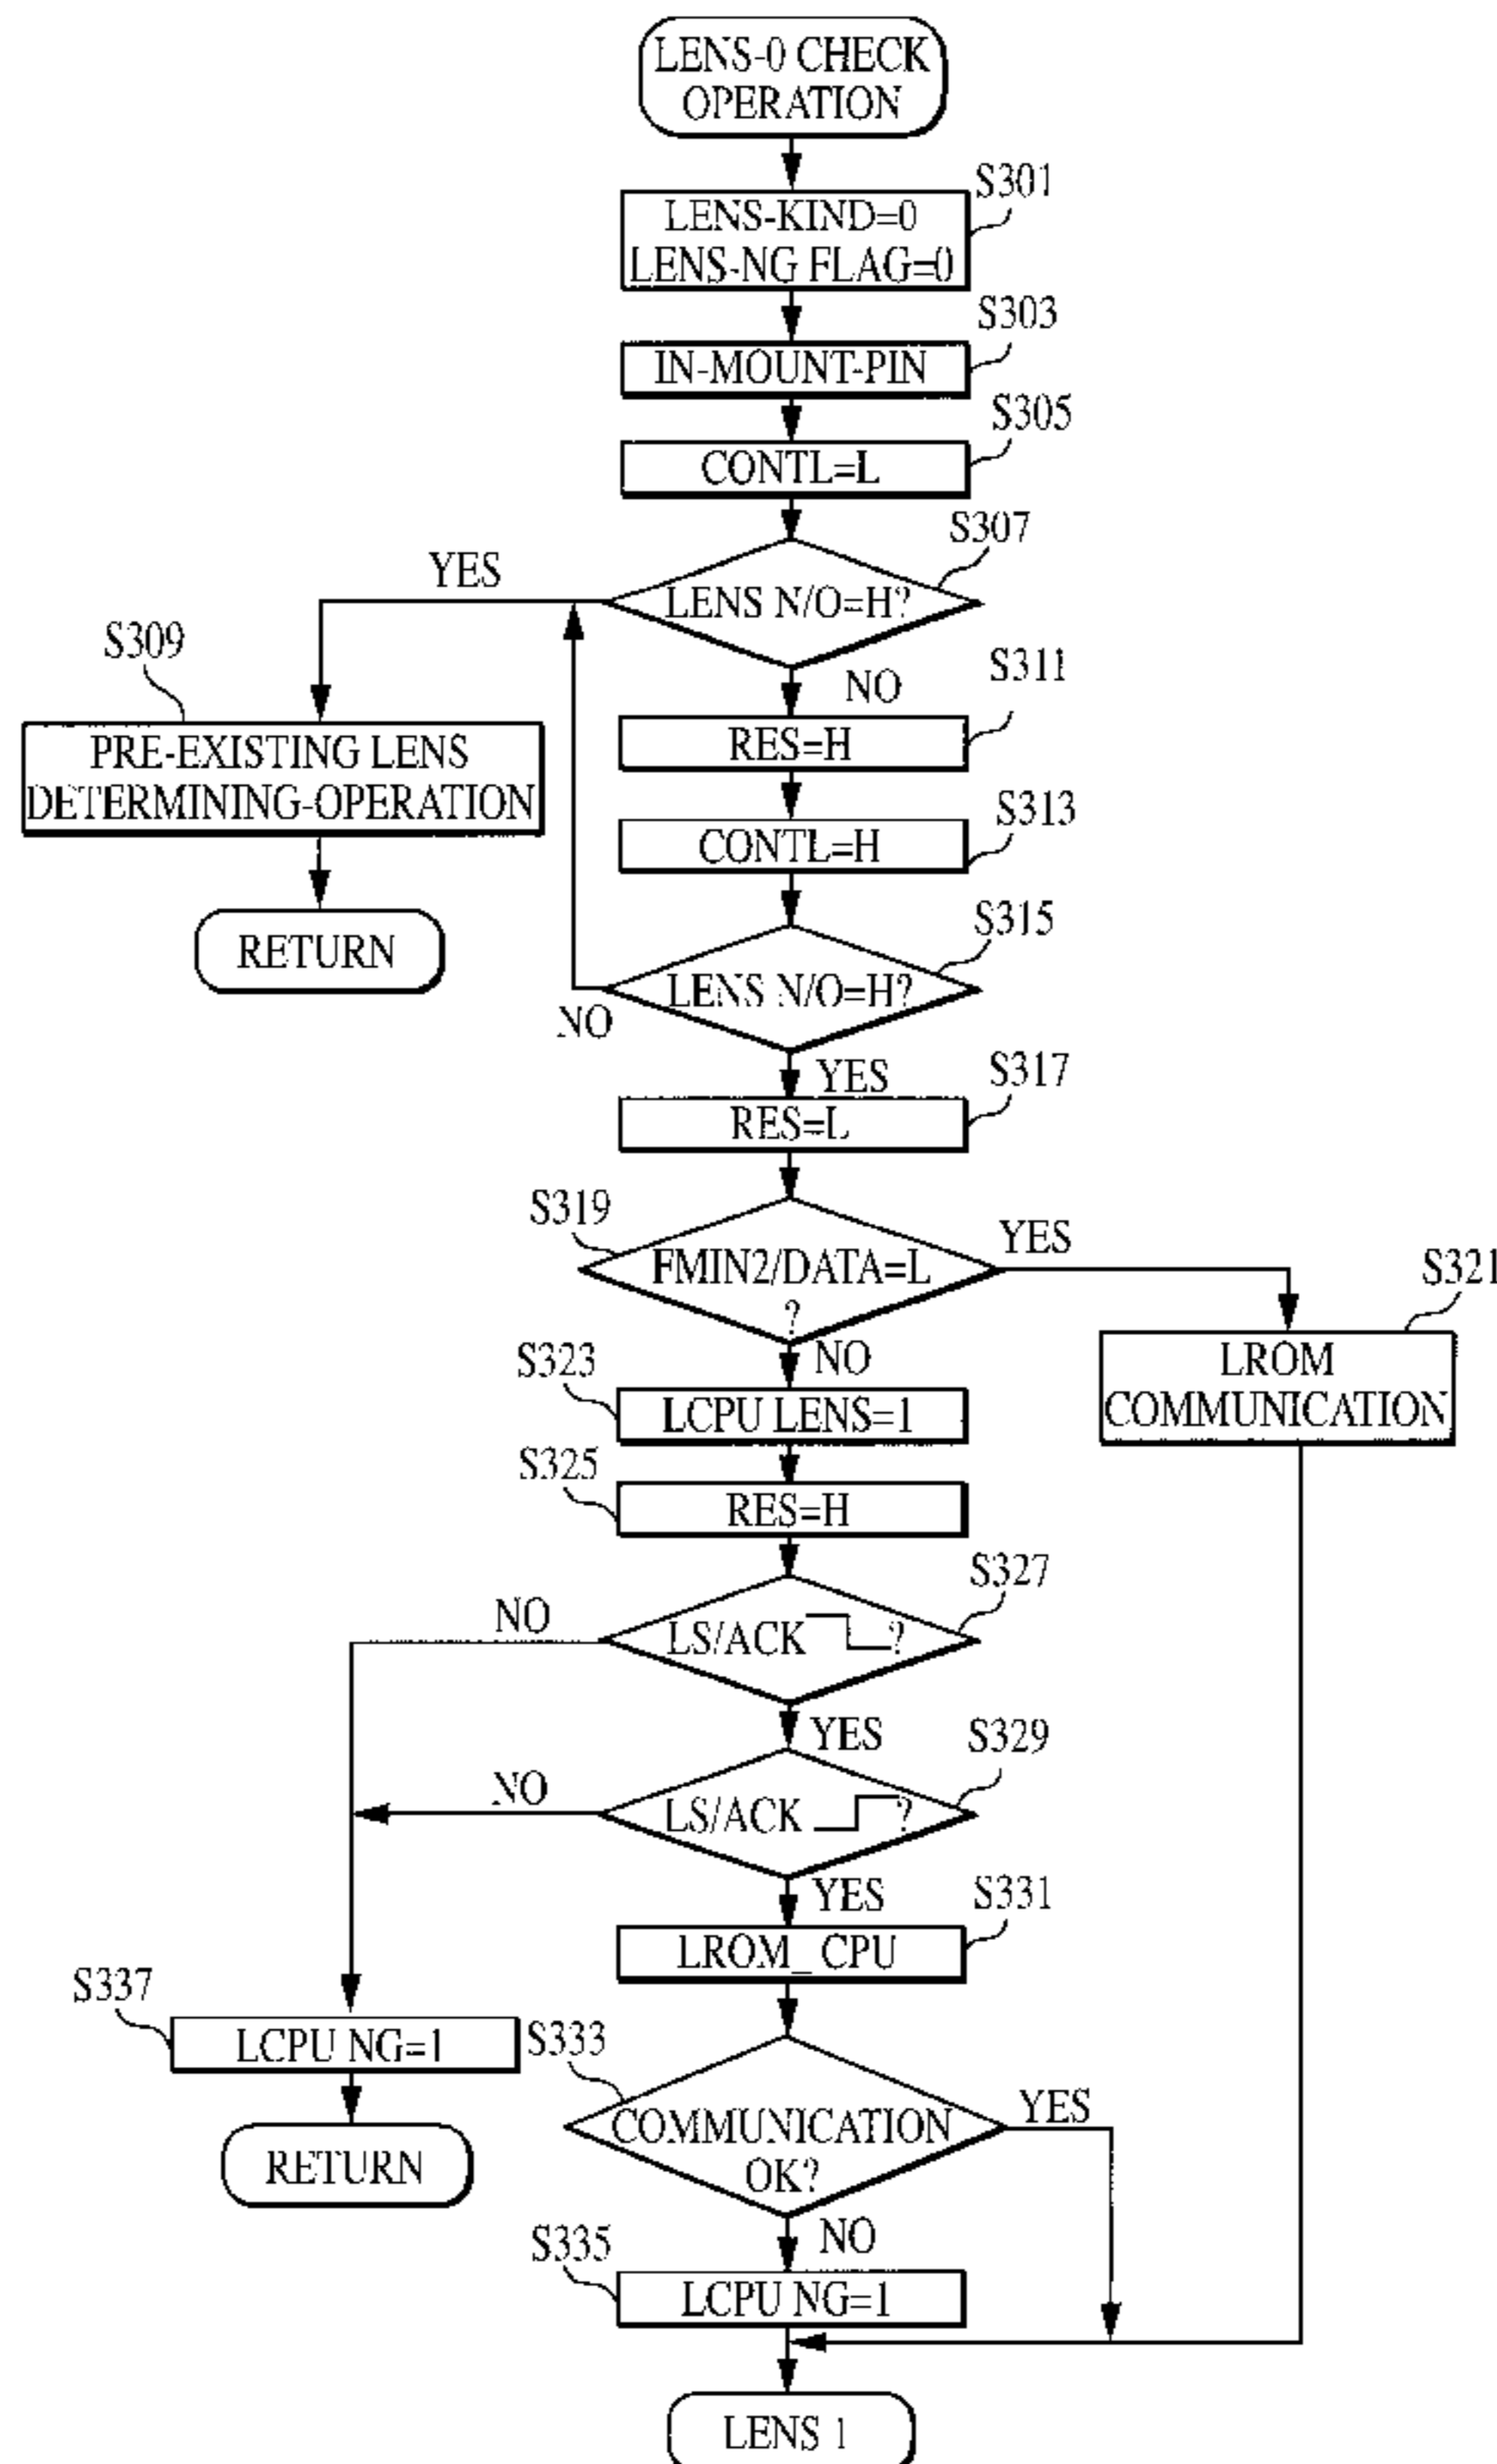 LENS-0 CHECK
OPERATION
S301
LENS-KIND=0
LENS-NG FLAG=0
S303
IN-MOUNT-PIN
S305
CONTL=L
S307
YES
LENS N/O=H?
S309
NO
S311
PRE-EXISTING LENS
DETERMINING-OPERATION
RES=H
S313
CONTL=H
RETURN
S315
LENS N/O=H?
NO
YES
S317
RES=L
S319
YES
FMIN2/DATA=L
?
S321
NO
LROM
COMMUNICATION
S323
LCPU LENS=1
S325
RES=H
S327
NO
LS/ACK ?
YES
S329
NO
LS/ACK ?
YES
S331
LROM_ CPU
S337
LCPU NG=1
S333
YES
COMMUNICATION
OK?
RETURN
NO
S335
LCPU NG=1
LENS 1